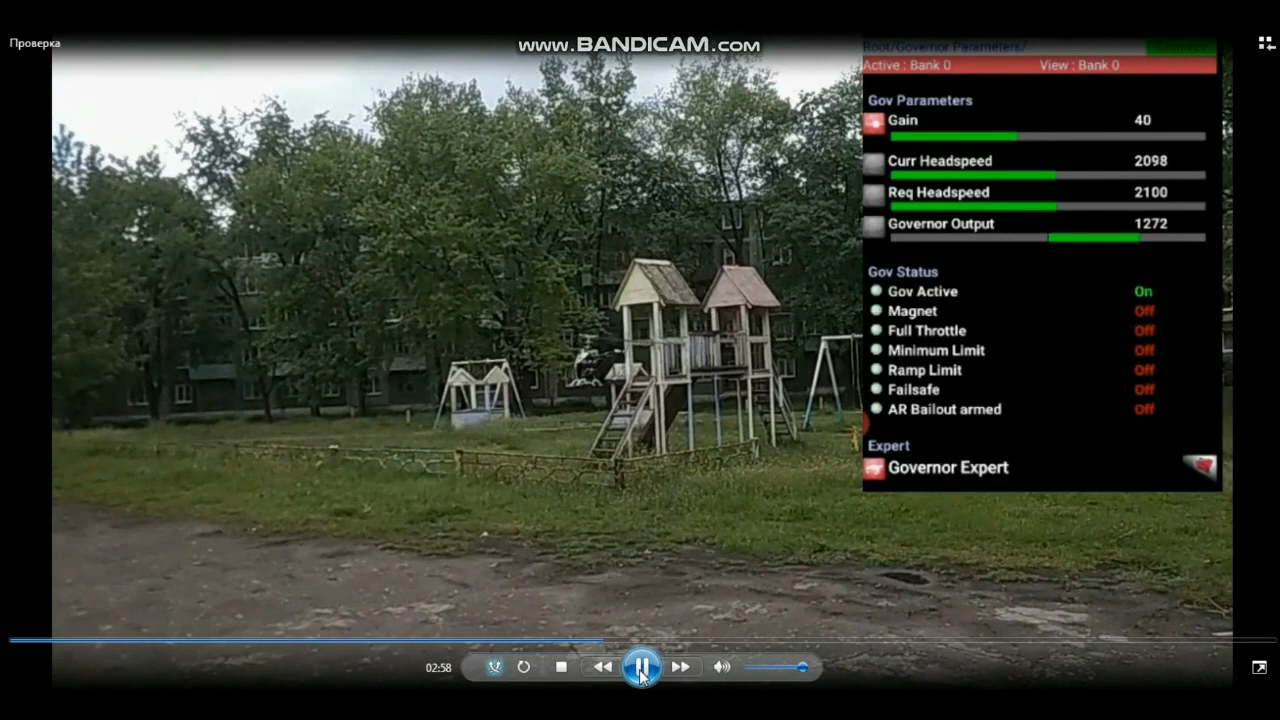 Проверка
www.BANDICAM.com
Root/Governor Parameters/
Active : Bank 0 View : Bank 0
Gov Parameters
Gain 40
Curr Headspeed 2098
Req Headspeed 2100
Governor Output 1272
Gov Status
Gov Active On
Magnet Off
Full Throttle Off
Minimum Limit Off
Ramp Limit Off
Failsafe Off
AR Bailout armed Off
Expert
Governor Expert
02:58